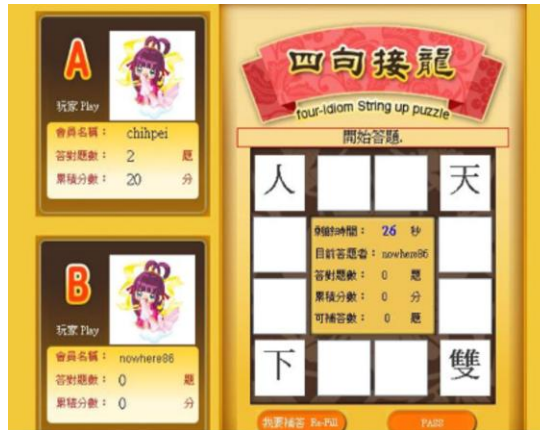 A
玩家 Play
會員名稱： chihpei
答對題數： 2 題
累積分數： 20 分
B
玩家 Play
會員名稱： nowhere86
答對題數： 0 題
累積分數： 0 分
四句接龍
four-idiom String up puzzle
開始答題.
人 天
剩餘時間： 26 秒
目前答題者： nowhere86
答對題數： 0 題
累積分數： 0 分
可補答數： 0 題
下 雙
我要補答 Re-Fill
PASS